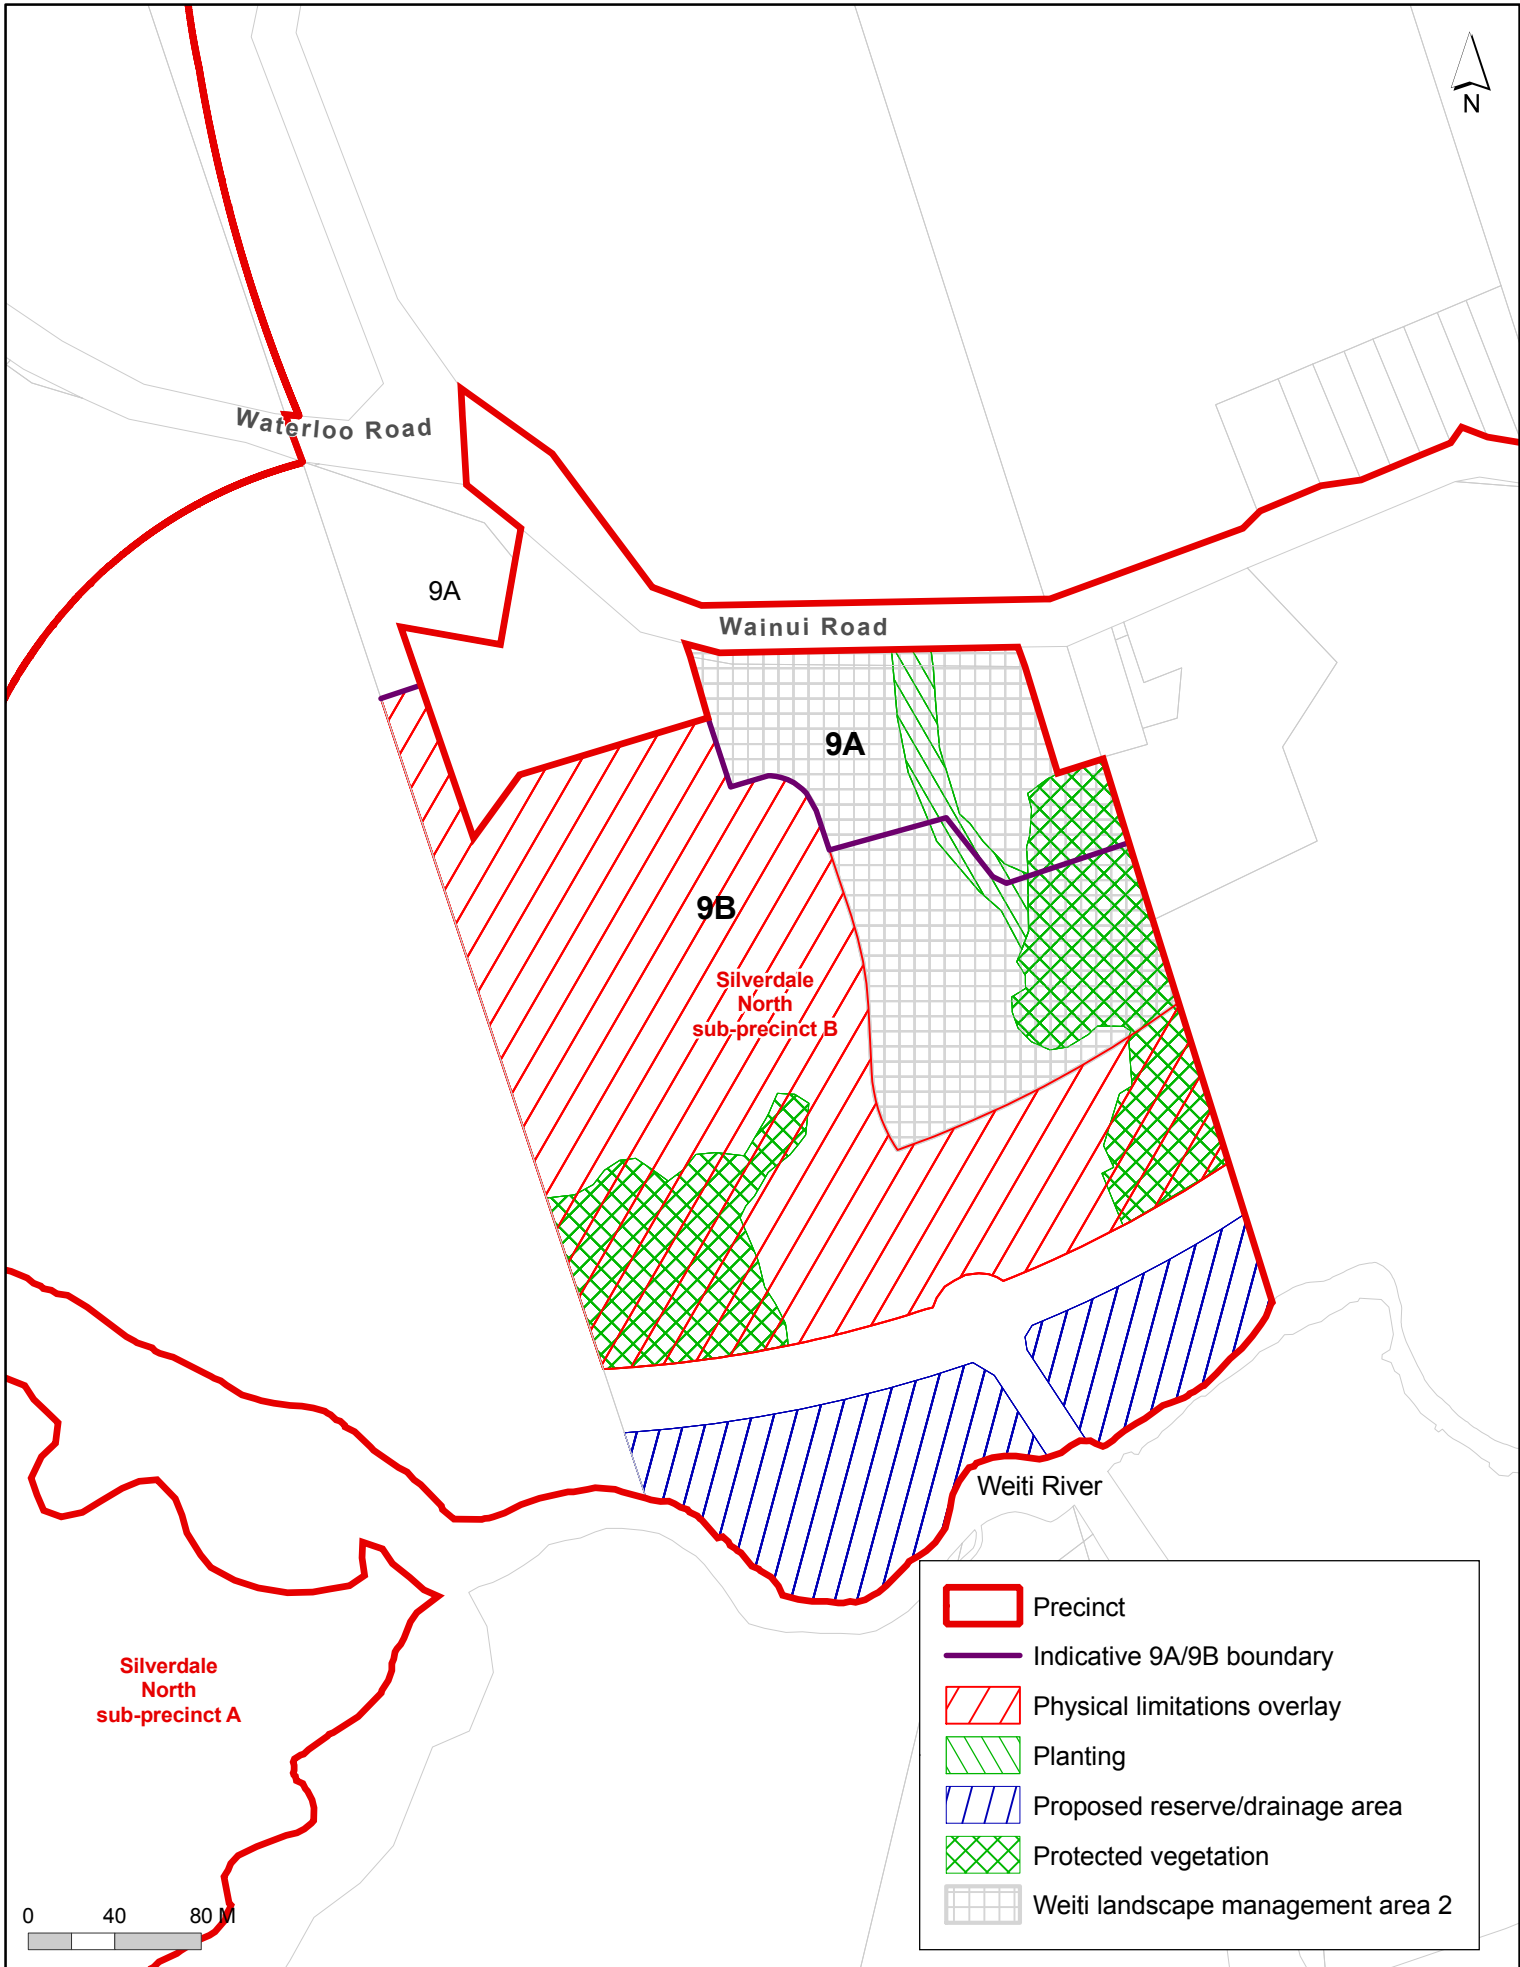 N
Waterloo Road
9A
Wainui Road
9A
9B
Silverdale
North
sub-precinct B
Weiti River
Silverdale
North
sub-precinct A
Precinct
Indicative 9A/9B boundary
Physical limitations overlay
Planting
Proposed reserve/drainage area
Protected vegetation
Weiti landscape management area 2
0 40 80 M